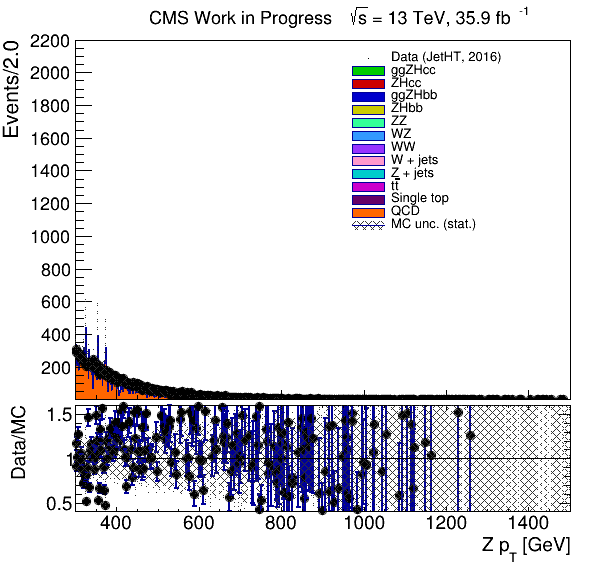 CMS Work in Progress √s = 13 TeV, 35.9 fb⁻¹
Events/2.0
2200
2000
1800
1600
1400
1200
1000
800
600
400
200
Data (JetHT, 2016)
ggZHcc
ZHcc
ggZHbb
ZHbb
ZZ
WZ
WW
W + jets
Z + jets
tt̅
Single top
QCD
MC unc. (stat.)
Data/MC
1.5
1
0.5
400 600 800 1000 1200 1400
Z p_T [GeV]